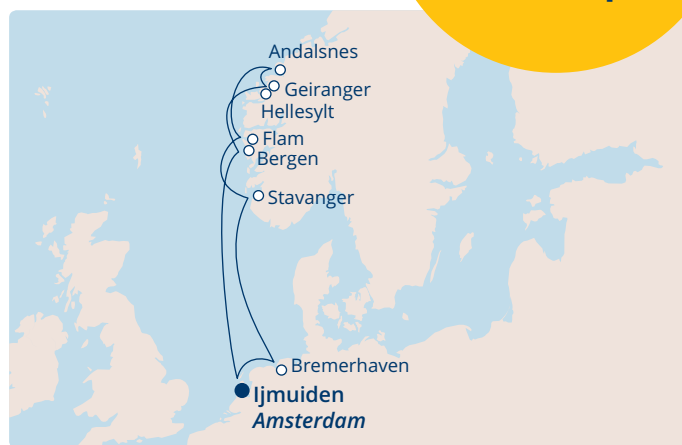 Andalsnes
Geiranger
Hellesylt
Flam
Bergen
Stavanger
Bremerhaven
Ijmuiden
Amsterdam